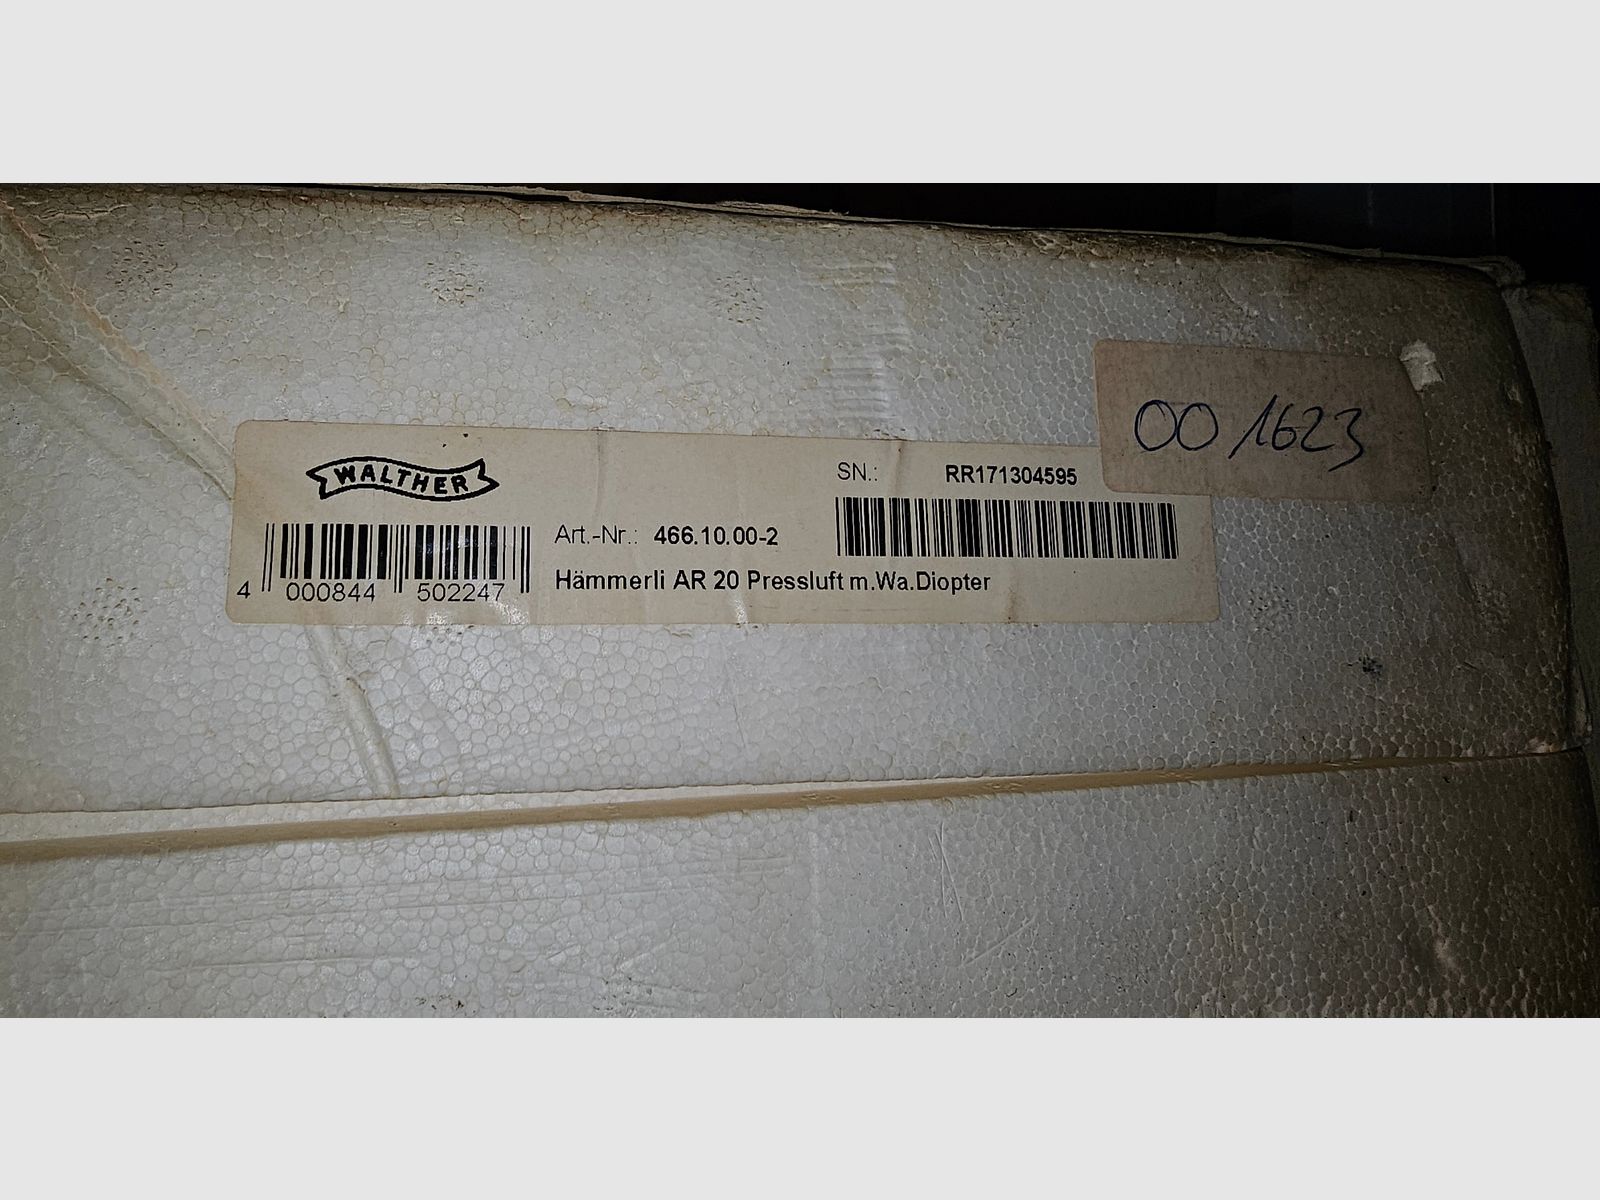 WALTHER
4 000844 502247
Art.-Nr.: 466.10.00-2
Hämmerli AR 20 Pressluft m.Wa.Diopter
SN.: RR171304595
00 1623